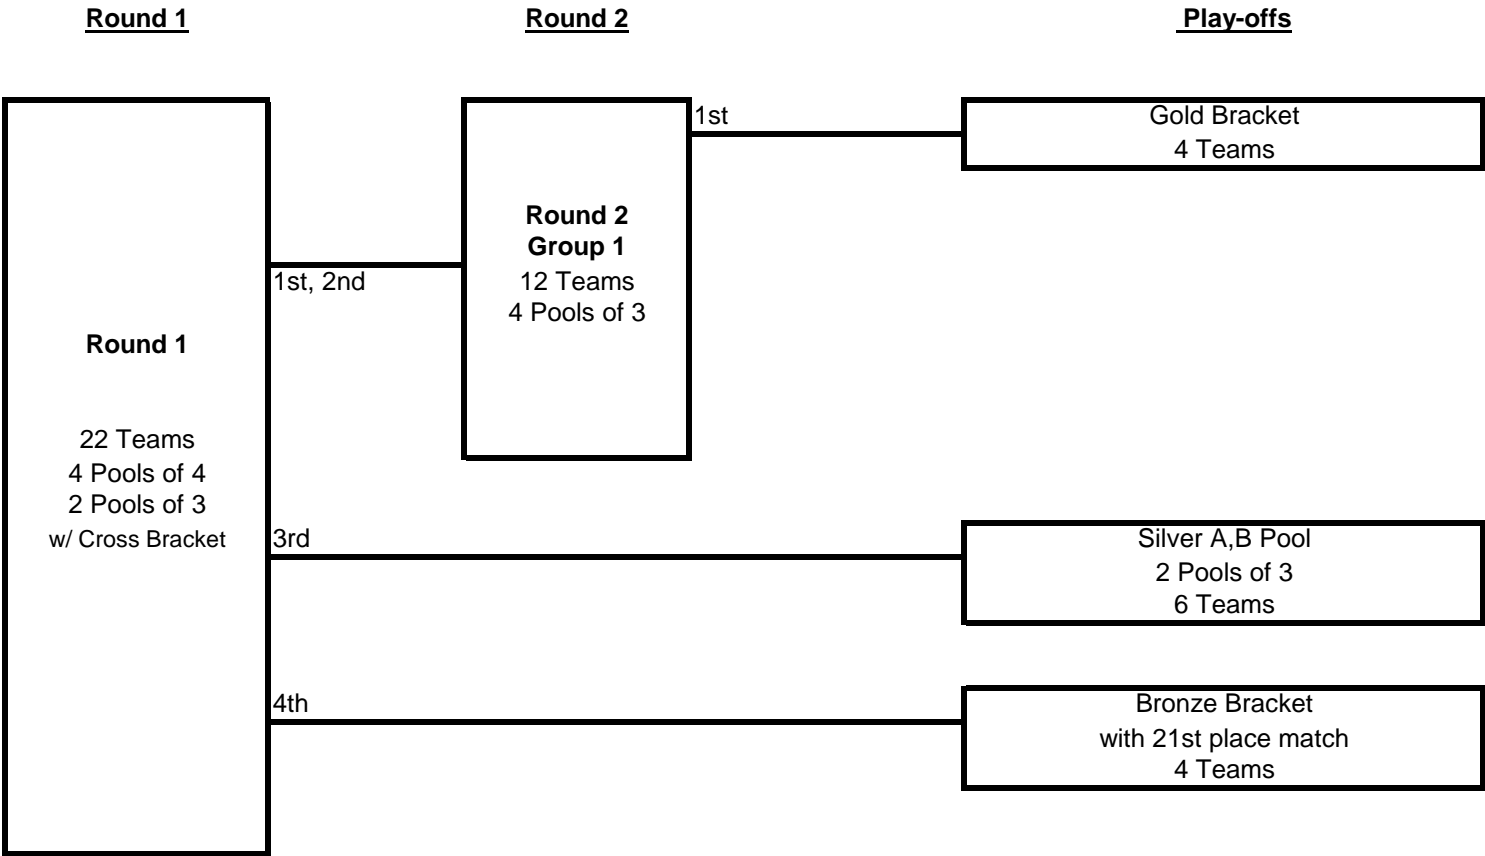 Round 1
Round 2
Play-offs
1st
Gold Bracket
4 Teams
Round 2
Group 1
12 Teams
4 Pools of 3
1st, 2nd
Round 1
22 Teams
4 Pools of 4
2 Pools of 3
w/ Cross Bracket
3rd
Silver A,B Pool
2 Pools of 3
6 Teams
4th
Bronze Bracket
with 21st place match
4 Teams